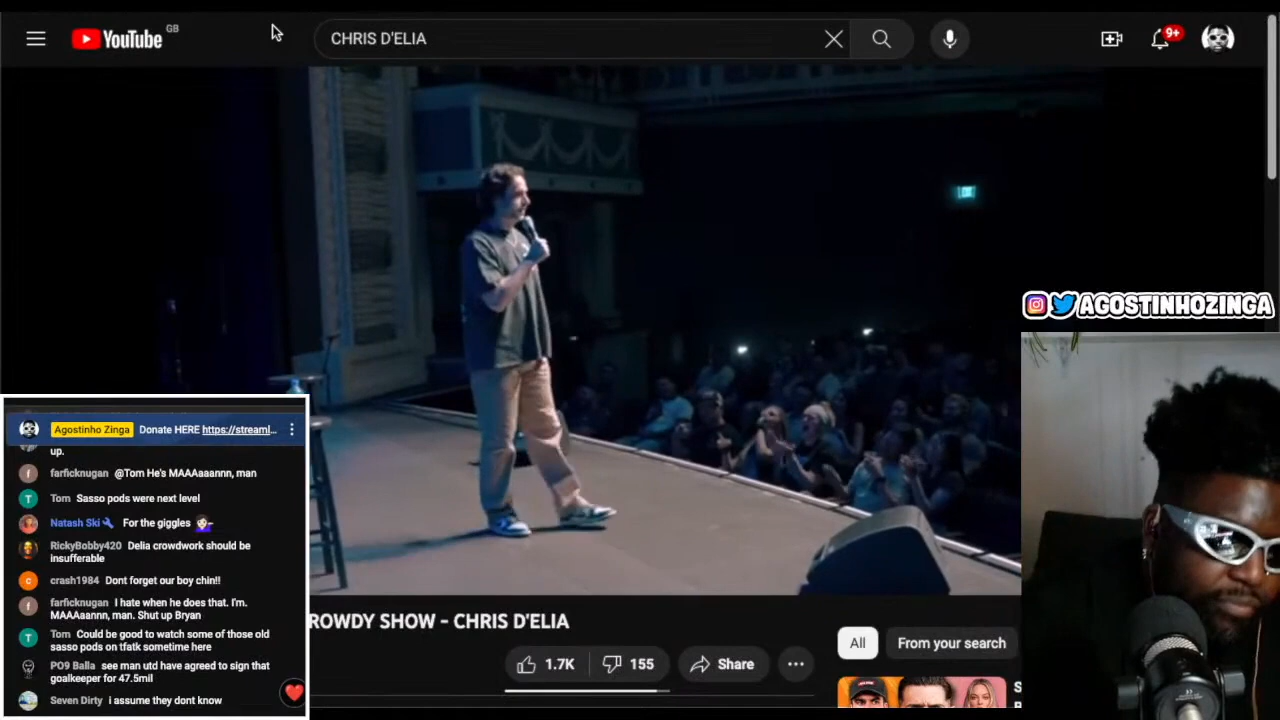 YouTube GB
CHRIS D'ELIA
9+
AGOSTINHOZINGA
Agostinho Zinga Donate HERE https://streaml...
up.
farficknugan @Tom He's MAAAaaannn, man
Tom Sasso pods were next level
Natash Ski For the giggles
RickyBobby420 Delia crowdwork should be
insufferable
crash1984 Dont forget our boy chin!!
farficknugan I hate when he does that. I'm.
MAAAaannn, man. Shut up Bryan
Tom Could be good to watch some of those old
sasso pods on tfatk sometime here
PO9 Balla see man utd have agreed to sign that
goalkeeper for 47.5mil
Seven Dirty i assume they dont know
ROWDY SHOW - CHRIS D'ELIA
1.7K 155 Share
All From your search